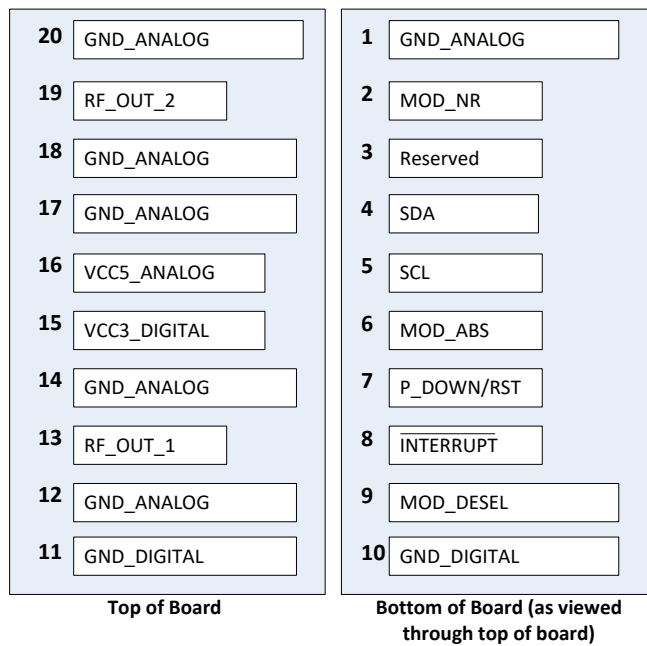 20 GND_ANALOG
19 RF_OUT_2
18 GND_ANALOG
17 GND_ANALOG
16 VCC5_ANALOG
15 VCC3_DIGITAL
14 GND_ANALOG
13 RF_OUT_1
12 GND_ANALOG
11 GND_DIGITAL
Top of Board
1 GND_ANALOG
2 MOD_NR
3 Reserved
4 SDA
5 SCL
6 MOD_ABS
7 P_DOWN/RST
8 INTERRUPT
9 MOD_DESEL
10 GND_DIGITAL
Bottom of Board (as viewed
through top of board)